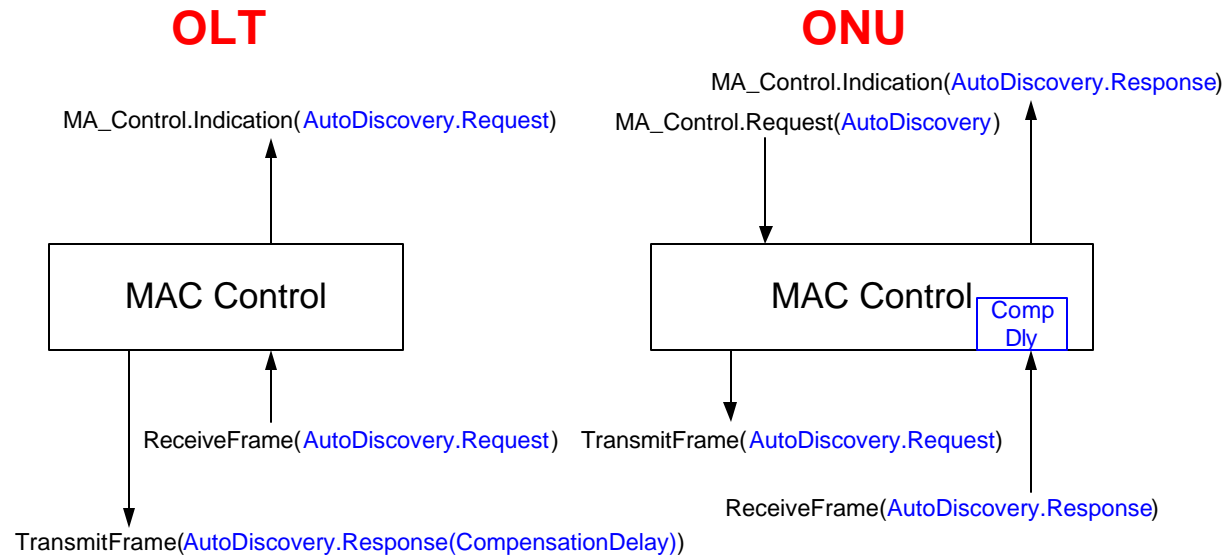 OLT
ONU
MA_Control.Indication(AutoDiscovery.Response)
MA_Control.Indication(AutoDiscovery.Request)
MA_Control.Request(AutoDiscovery)
MAC Control
MAC Control
Comp
Dly
ReceiveFrame(AutoDiscovery.Request)
TransmitFrame(AutoDiscovery.Request)
ReceiveFrame(AutoDiscovery.Response)
TransmitFrame(AutoDiscovery.Response(CompensationDelay))